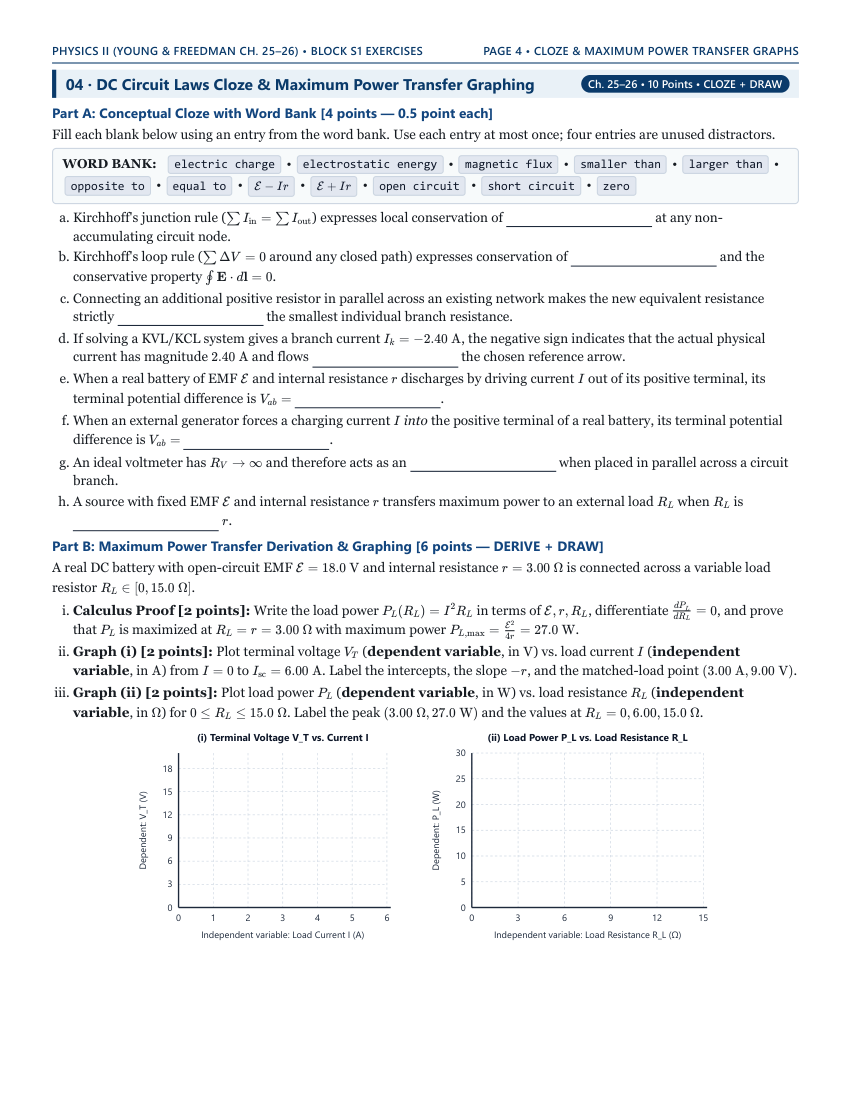 PHYSICS II (YOUNG & FREEDMAN CH. 25–26) • BLOCK S1 EXERCISES PAGE 4 • CLOZE & MAXIMUM POWER TRANSFER GRAPHS
04 · DC Circuit Laws Cloze & Maximum Power Transfer Graphing Ch. 25–26 • 10 Points • CLOZE + DRAW
Part A: Conceptual Cloze with Word Bank [4 points — 0.5 point each]
Fill each blank below using an entry from the word bank. Use each entry at most once; four entries are unused distractors.
WORD BANK: electric charge • electrostatic energy • magnetic flux • smaller than • larger than •
opposite to • equal to • ℰ − Ir • ℰ + Ir • open circuit • short circuit • zero
a. Kirchhoff's junction rule (∑ I_in = ∑ I_out) expresses local conservation of ____________________ at any non-
accumulating circuit node.
b. Kirchhoff's loop rule (∑ ΔV = 0 around any closed path) expresses conservation of ____________________ and the
conservative property ∮ E · dl = 0.
c. Connecting an additional positive resistor in parallel across an existing network makes the new equivalent resistance
strictly ____________________ the smallest individual branch resistance.
d. If solving a KVL/KCL system gives a branch current I_k = −2.40 A, the negative sign indicates that the actual physical
current has magnitude 2.40 A and flows ____________________ the chosen reference arrow.
e. When a real battery of EMF ℰ and internal resistance r discharges by driving current I out of its positive terminal, its
terminal potential difference is V_ab = ____________________.
f. When an external generator forces a charging current I into the positive terminal of a real battery, its terminal potential
difference is V_ab = ____________________.
g. An ideal voltmeter has R_V → ∞ and therefore acts as an ____________________ when placed in parallel across a circuit
branch.
h. A source with fixed EMF ℰ and internal resistance r transfers maximum power to an external load R_L when R_L is
____________________ r.
Part B: Maximum Power Transfer Derivation & Graphing [6 points — DERIVE + DRAW]
A real DC battery with open-circuit EMF ℰ = 18.0 V and internal resistance r = 3.00 Ω is connected across a variable load
resistor R_L ∈ [0, 15.0 Ω].
i. Calculus Proof [2 points]: Write the load power P_L(R_L) = I²R_L in terms of ℰ, r, R_L, differentiate dP_L/dR_L = 0, and prove
that P_L is maximized at R_L = r = 3.00 Ω with maximum power P_L,max = ℰ²/4r = 27.0 W.
ii. Graph (i) [2 points]: Plot terminal voltage V_T (dependent variable, in V) vs. load current I (independent
variable, in A) from I = 0 to I_sc = 6.00 A. Label the intercepts, the slope −r, and the matched-load point (3.00 A, 9.00 V).
iii. Graph (ii) [2 points]: Plot load power P_L (dependent variable, in W) vs. load resistance R_L (independent
variable, in Ω) for 0 ≤ R_L ≤ 15.0 Ω. Label the peak (3.00 Ω, 27.0 W) and the values at R_L = 0, 6.00, 15.0 Ω.
(i) Terminal Voltage V_T vs. Current I
Dependent: V_T (V)
18
15
12
9
6
3
0
0 1 2 3 4 5 6
Independent variable: Load Current I (A)
(ii) Load Power P_L vs. Load Resistance R_L
Dependent: P_L (W)
30
25
20
15
10
5
0
0 3 6 9 12 15
Independent variable: Load Resistance R_L (Ω)